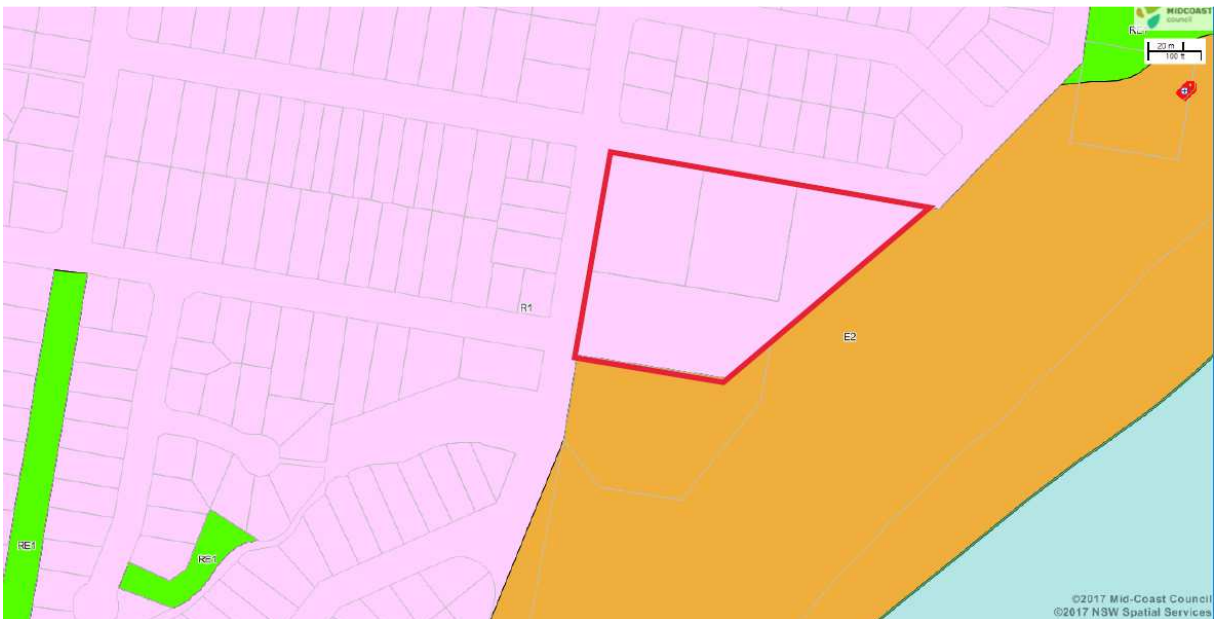 MIDCOAST
council
20 m
100 ft
R1
E2
RE1
RE1
©2017 Mid-Coast Council
©2017 NSW Spatial Services